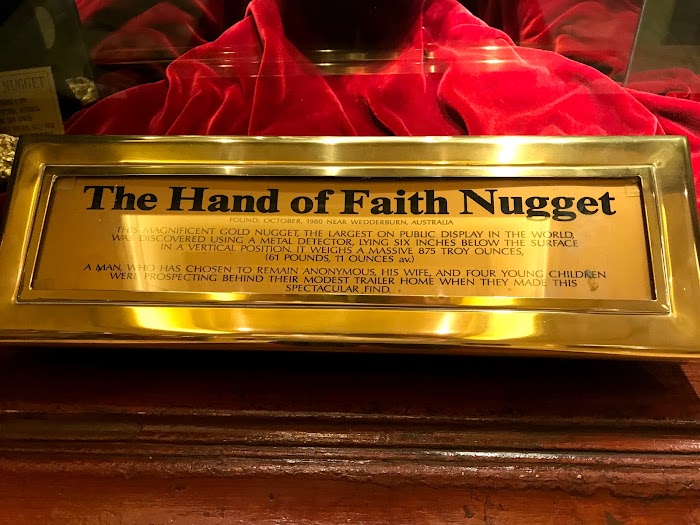 NUGGET
The Hand of Faith Nugget
FOUND: OCTOBER, 1980 NEAR WEDDERBURN, AUSTRALIA
THIS MAGNIFICENT GOLD NUGGET, THE LARGEST ON PUBLIC DISPLAY IN THE WORLD,
WAS DISCOVERED USING A METAL DETECTOR, LYING SIX INCHES BELOW THE SURFACE
IN A VERTICAL POSITION. IT WEIGHS A MASSIVE 875 TROY OUNCES,
(61 POUNDS, 11 OUNCES av.)
A MAN, WHO HAS CHOSEN TO REMAIN ANONYMOUS, HIS WIFE, AND FOUR YOUNG CHILDREN
WERE PROSPECTING BEHIND THEIR MODEST TRAILER HOME WHEN THEY MADE THIS
SPECTACULAR FIND.